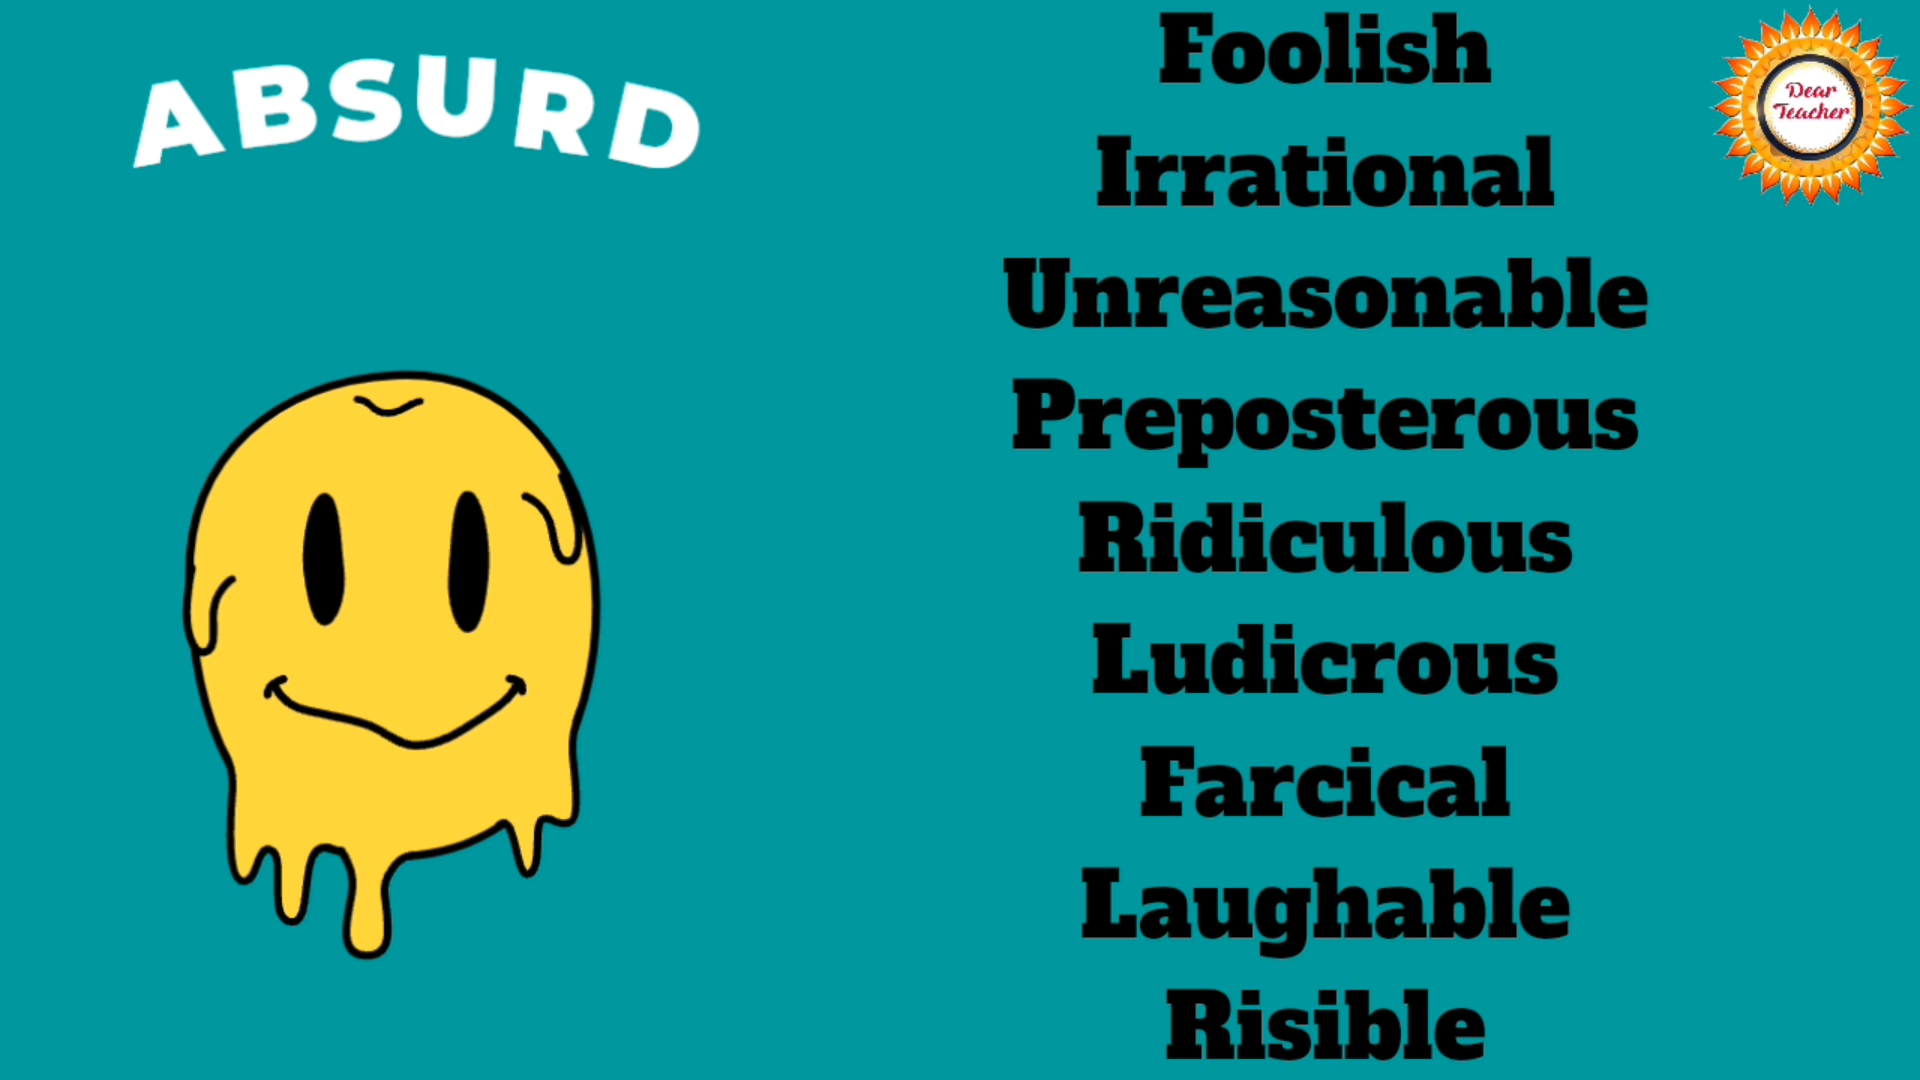 ABSURD
Foolish
Irrational
Unreasonable
Preposterous
Ridiculous
Ludicrous
Farcical
Laughable
Risible
Dear
Teacher